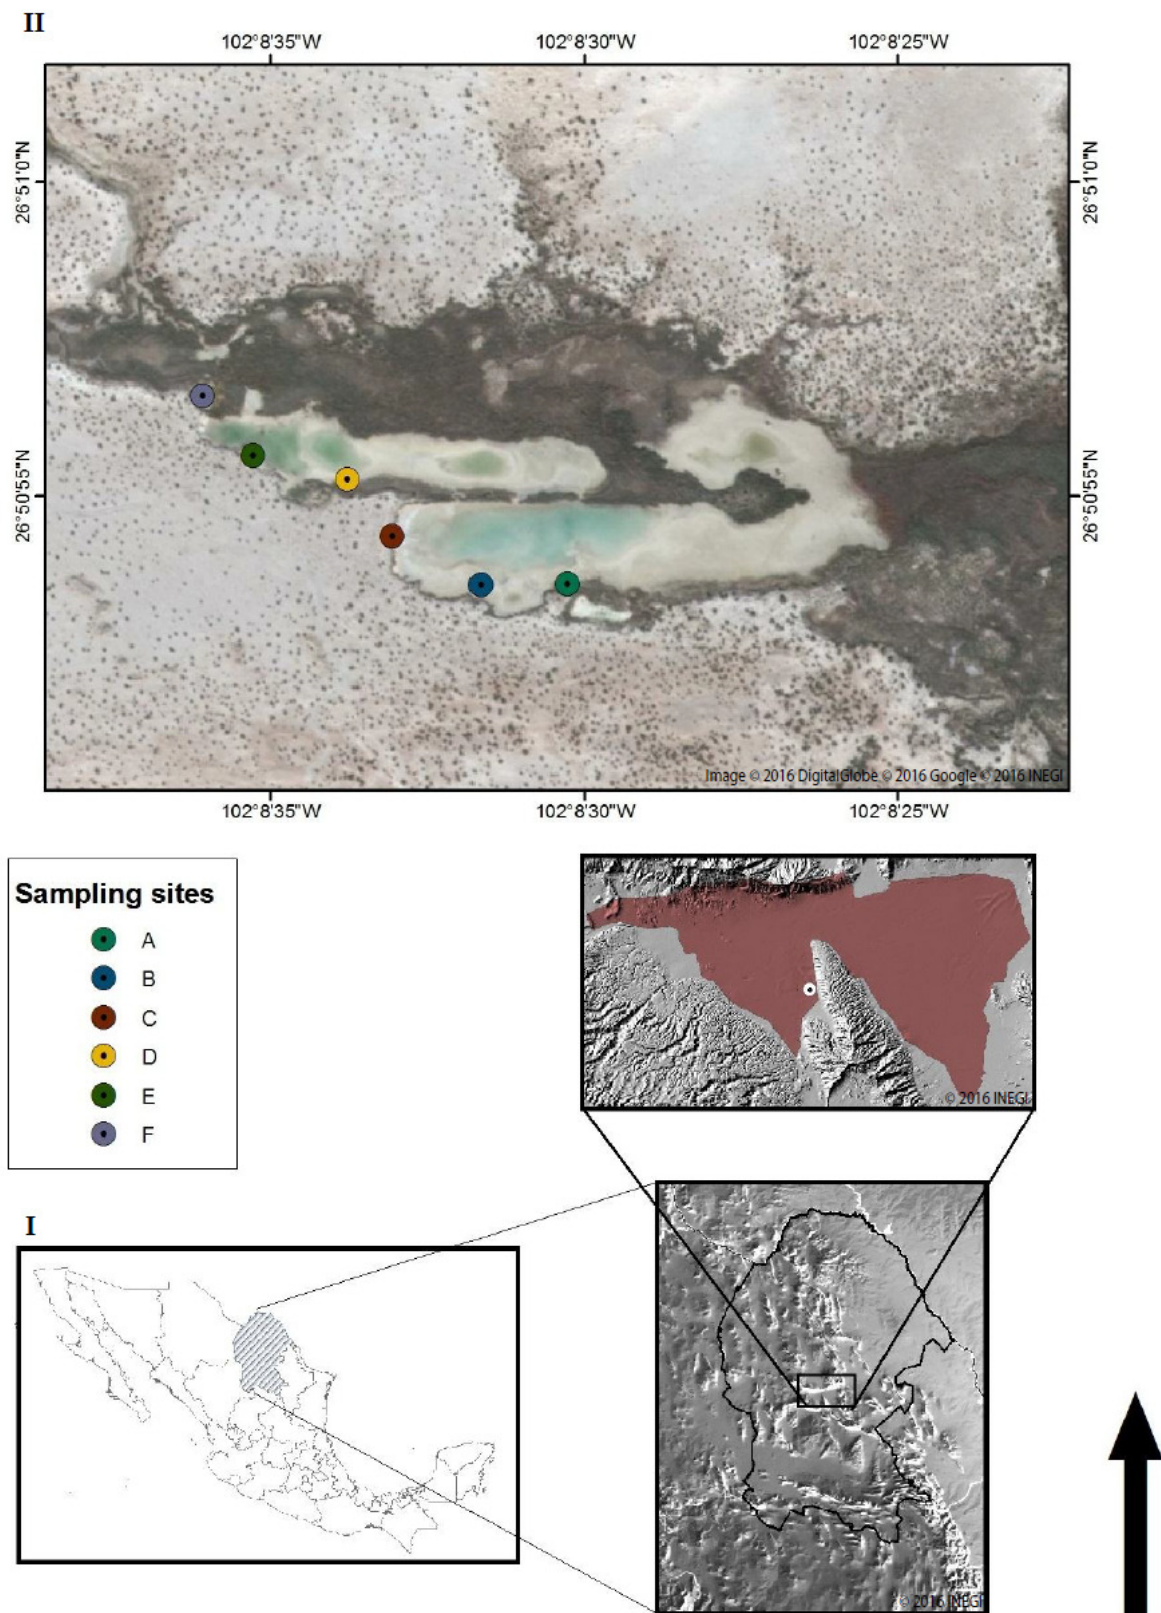 II
102°8'35"W 102°8'30"W 102°8'25"W
26°51'0"N 26°51'0"N
26°50'55"N 26°50'55"N
Image © 2016 DigitalGlobe © 2016 Google © 2016 INEGI
102°8'35"W 102°8'30"W 102°8'25"W
Sampling sites
A
B
C
D
E
F
© 2016 INEGI
I
© 2016 INEGI